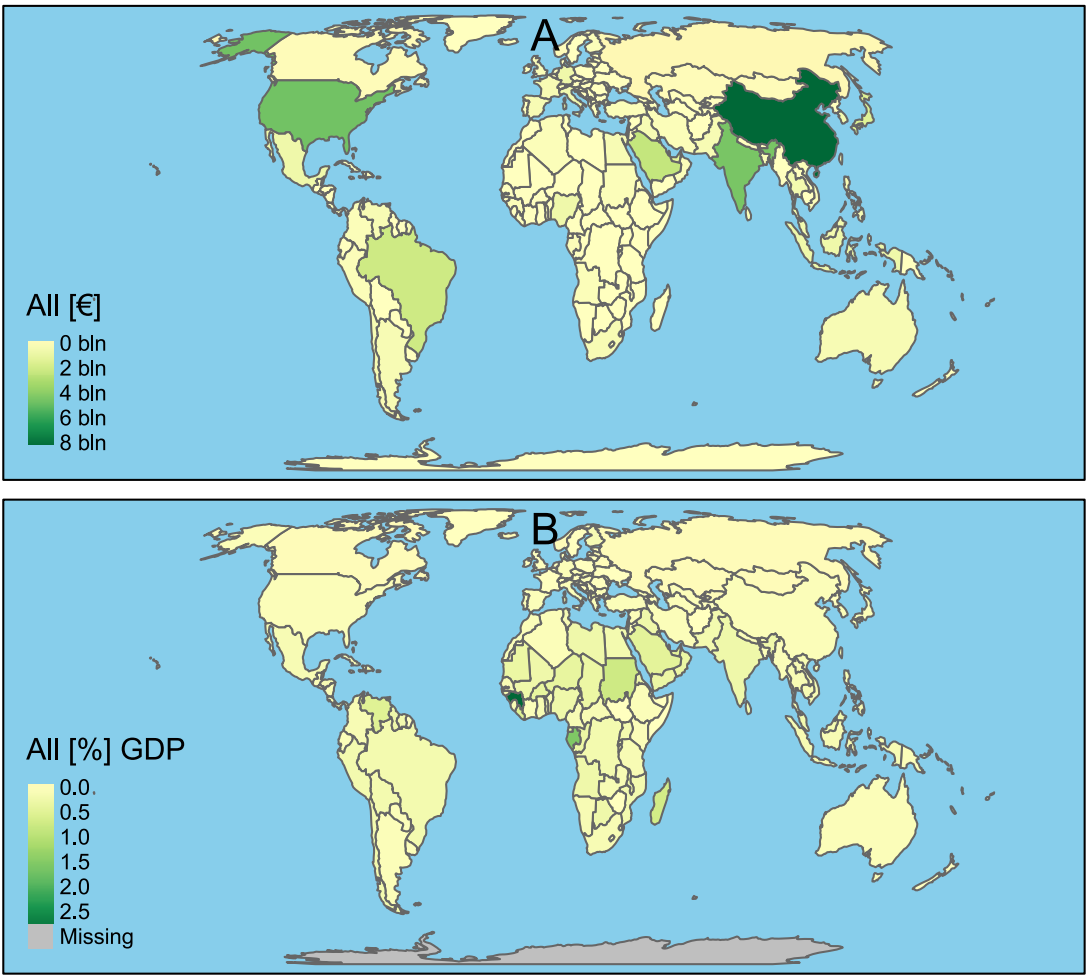 A
All [€]
0 bln
2 bln
4 bln
6 bln
8 bln
B
All [%] GDP
0.0
0.5
1.0
1.5
2.0
2.5
Missing